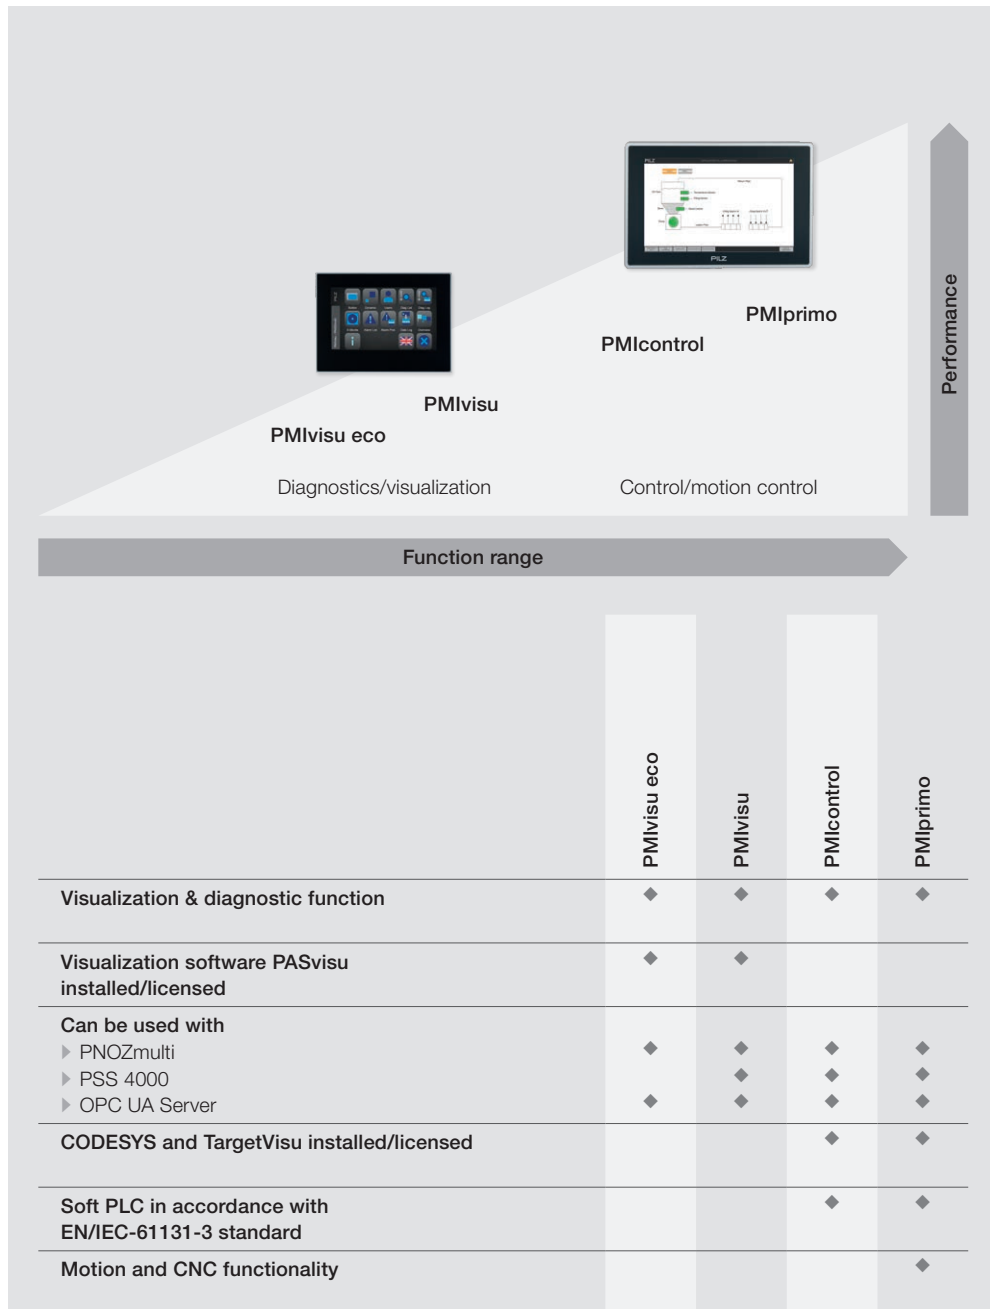 PILZ
PILZ
PMIprimo
PMIcontrol
PMIvisu
PMIvisu eco
Diagnostics/visualization
Control/motion control
Performance
Function range
PMIvisu eco
PMIvisu
PMIcontrol
PMIprimo
Visualization & diagnostic function
◆ ◆ ◆ ◆
Visualization software PASvisu
installed/licensed
◆ ◆
Can be used with
PNOZmulti
◆ ◆ ◆ ◆
PSS 4000
◆ ◆ ◆
OPC UA Server
◆ ◆ ◆ ◆
CODESYS and TargetVisu installed/licensed
◆ ◆
Soft PLC in accordance with
EN/IEC-61131-3 standard
◆ ◆
Motion and CNC functionality
◆